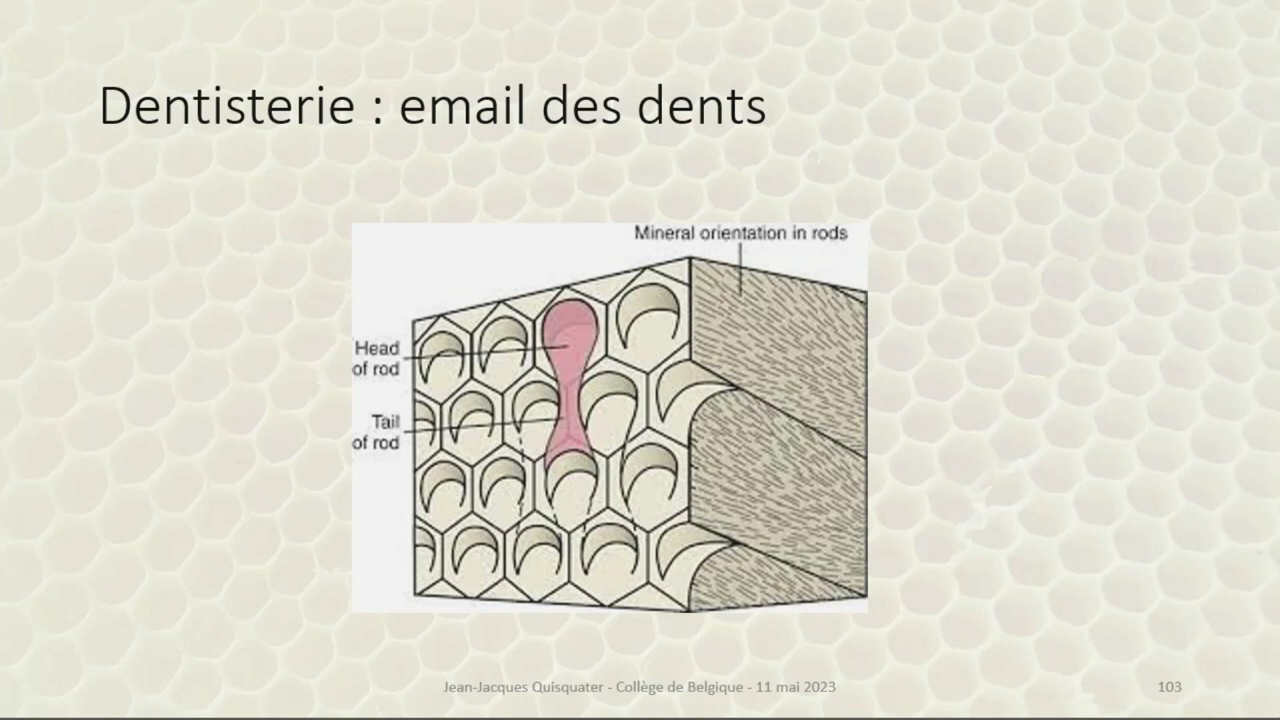 Dentisterie : email des dents
Mineral orientation in rods
Head
of rod
Tail
of rod
Jean-Jacques Quisquater - Collège de Belgique - 11 mai 2023
103